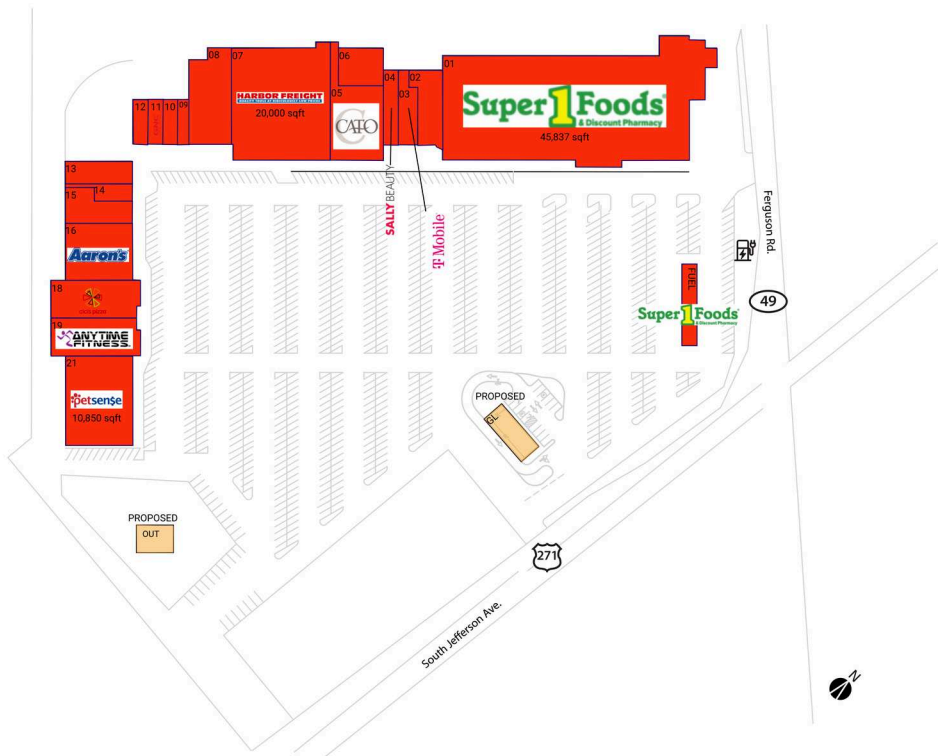 08
07
06
04
02
01
HARBOR FREIGHT
20,000 sqft
05
CATO
03
Super 1 Foods
& Discount Pharmacy
45,837 sqft
12
11
10
09
13
14
15
16
Aaron's
18
19
ANYTIME
FITNESS
21
petsense
10,850 sqft
SALLY BEAUTY
T Mobile
Ferguson Rd.
49
FUEL
Super 1 Foods
& Discount Pharmacy
PROPOSED
GL
PROPOSED
OUT
271
South Jefferson Ave.
N